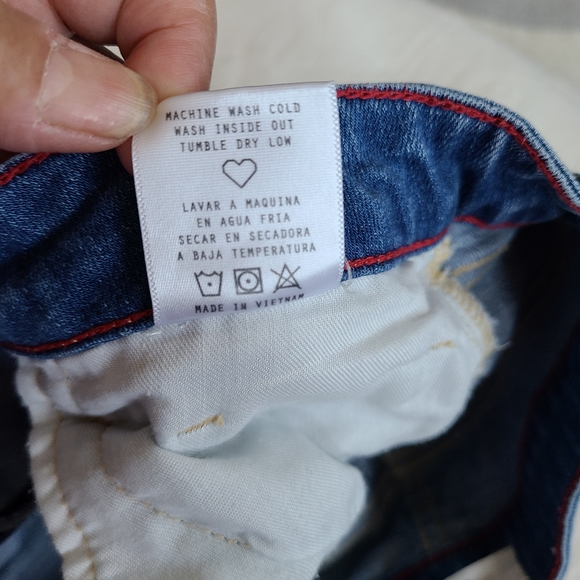 MACHINE WASH COLD
WASH INSIDE OUT
TUMBLE DRY LOW
LAVAR A MAQUINA
EN AGUA FRIA
SECAR EN SECADORA
A BAJA TEMPERATURA
MADE IN VIETNAM